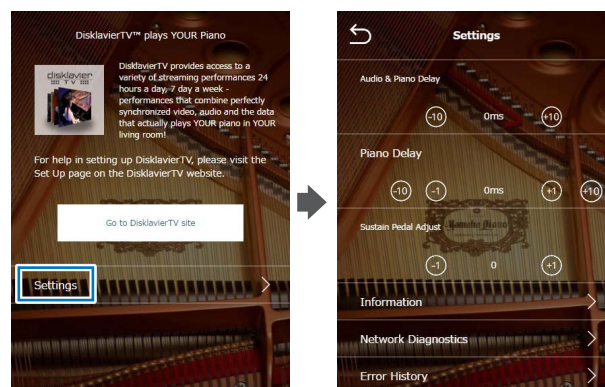 DisklavierTV™ plays YOUR Piano
disklavier
TV
DisklavierTV provides access to a
variety of streaming performances 24
hours a day, 7 day a week -
performances that combine perfectly
synchronized video, audio and the data
that actually plays YOUR piano in YOUR
living room!
For help in setting up DisklavierTV, please visit the
Set Up page on the DisklavierTV website.
Go to DisklavierTV site
Settings
Settings
Audio & Piano Delay
-10 0ms +10
Piano Delay
-10 -1 0ms +1 +10
Yamaha Piano
Sustain Pedal Adjust
-1 0 +1
Information
Network Diagnostics
Error History